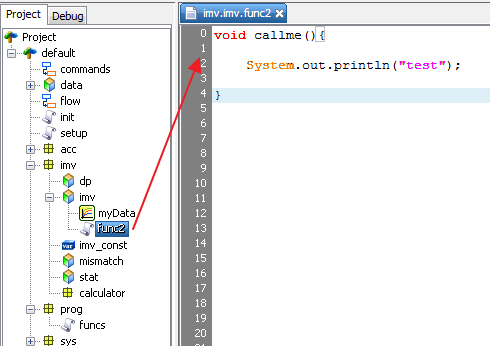 Project
Debug
Project
default
commands
data
flow
init
setup
acc
imv
dp
imv
myData
func2
imv_const
mismatch
stat
calculator
prog
funcs
sys
imv.imv.func2
0 void callme(){
1
2 System.out.println("test");
3
4 }
5
6
7
8
9
10
11
12
13
14
15
16
17
18
19
20
21